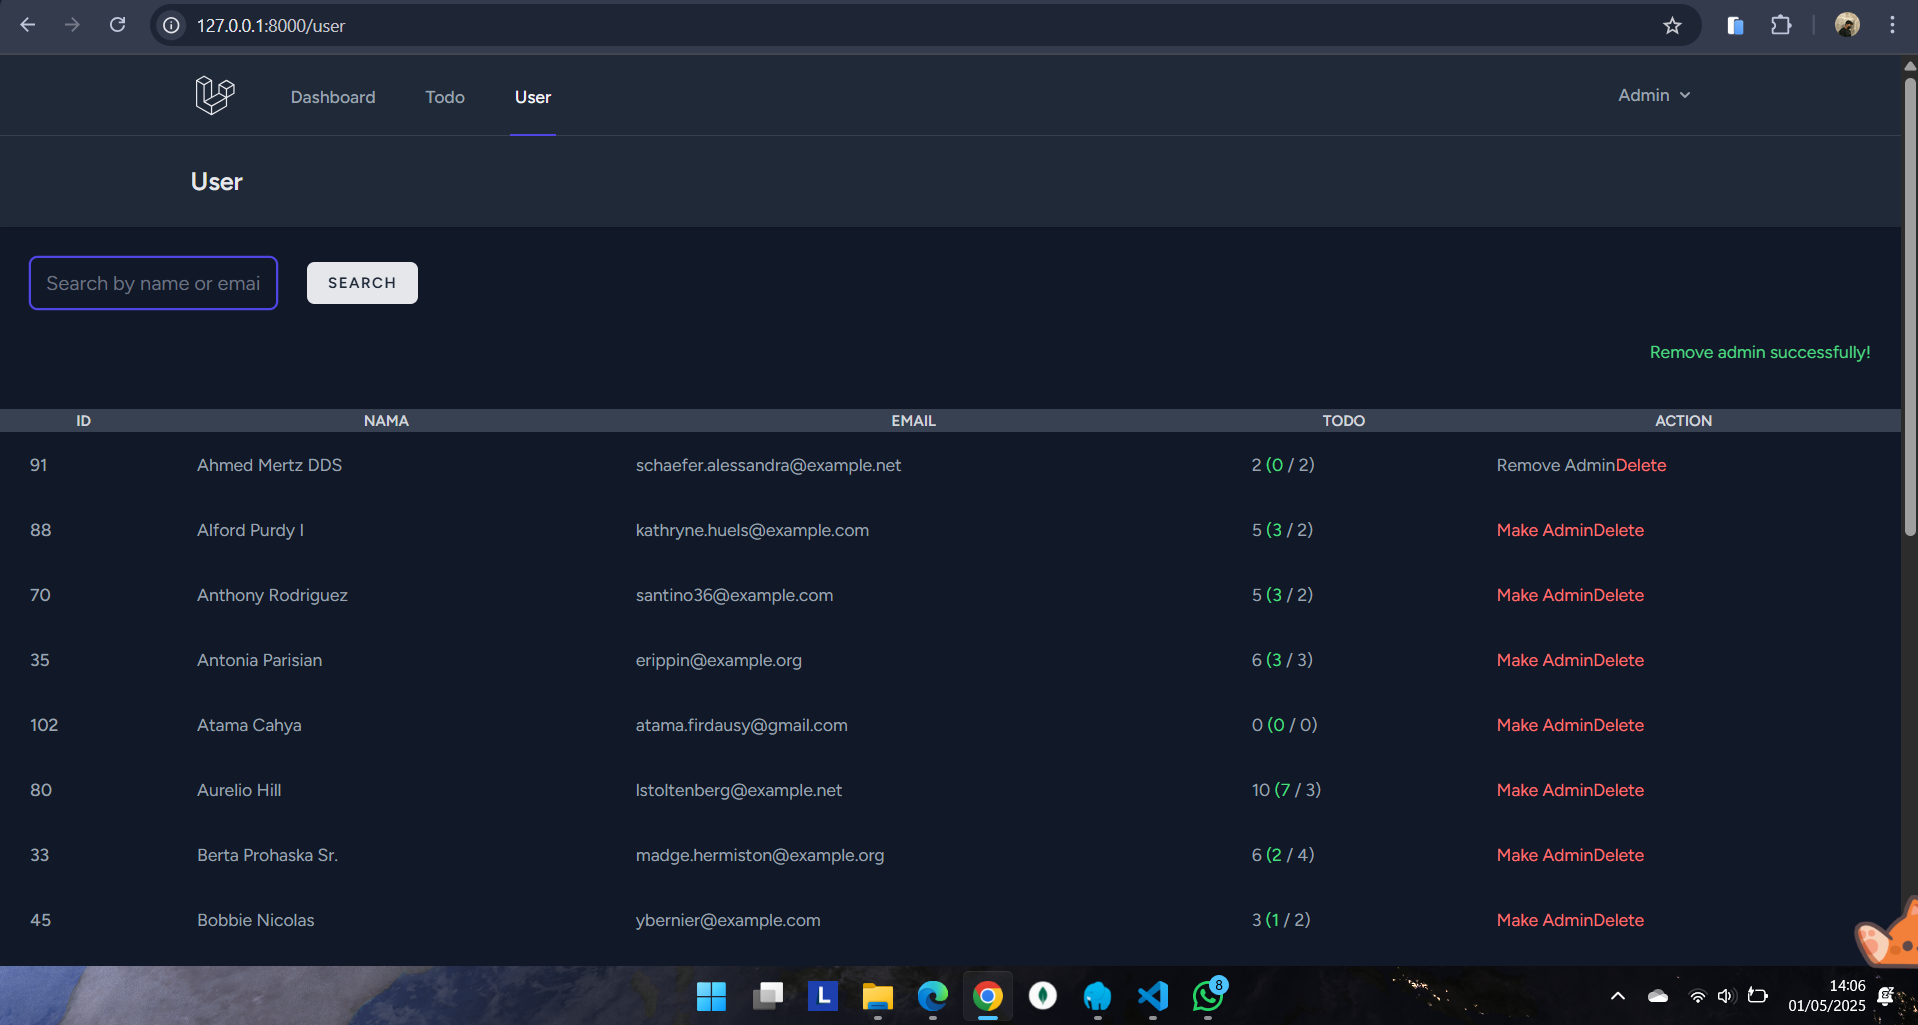 127.0.0.1:8000/user
Dashboard Todo User Admin
User
Search by name or emai SEARCH
Remove admin successfully!
ID NAMA EMAIL TODO ACTION
91 Ahmed Mertz DDS schaefer.alessandra@example.net 2 (0 / 2) Remove AdminDelete
88 Alford Purdy I kathryne.huels@example.com 5 (3 / 2) Make AdminDelete
70 Anthony Rodriguez santino36@example.com 5 (3 / 2) Make AdminDelete
35 Antonia Parisian erippin@example.org 6 (3 / 3) Make AdminDelete
102 Atama Cahya atama.firdausy@gmail.com 0 (0 / 0) Make AdminDelete
80 Aurelio Hill lstoltenberg@example.net 10 (7 / 3) Make AdminDelete
33 Berta Prohaska Sr. madge.hermiston@example.org 6 (2 / 4) Make AdminDelete
45 Bobbie Nicolas ybernier@example.com 3 (1 / 2) Make AdminDelete
L 8 14:06
01/05/2025